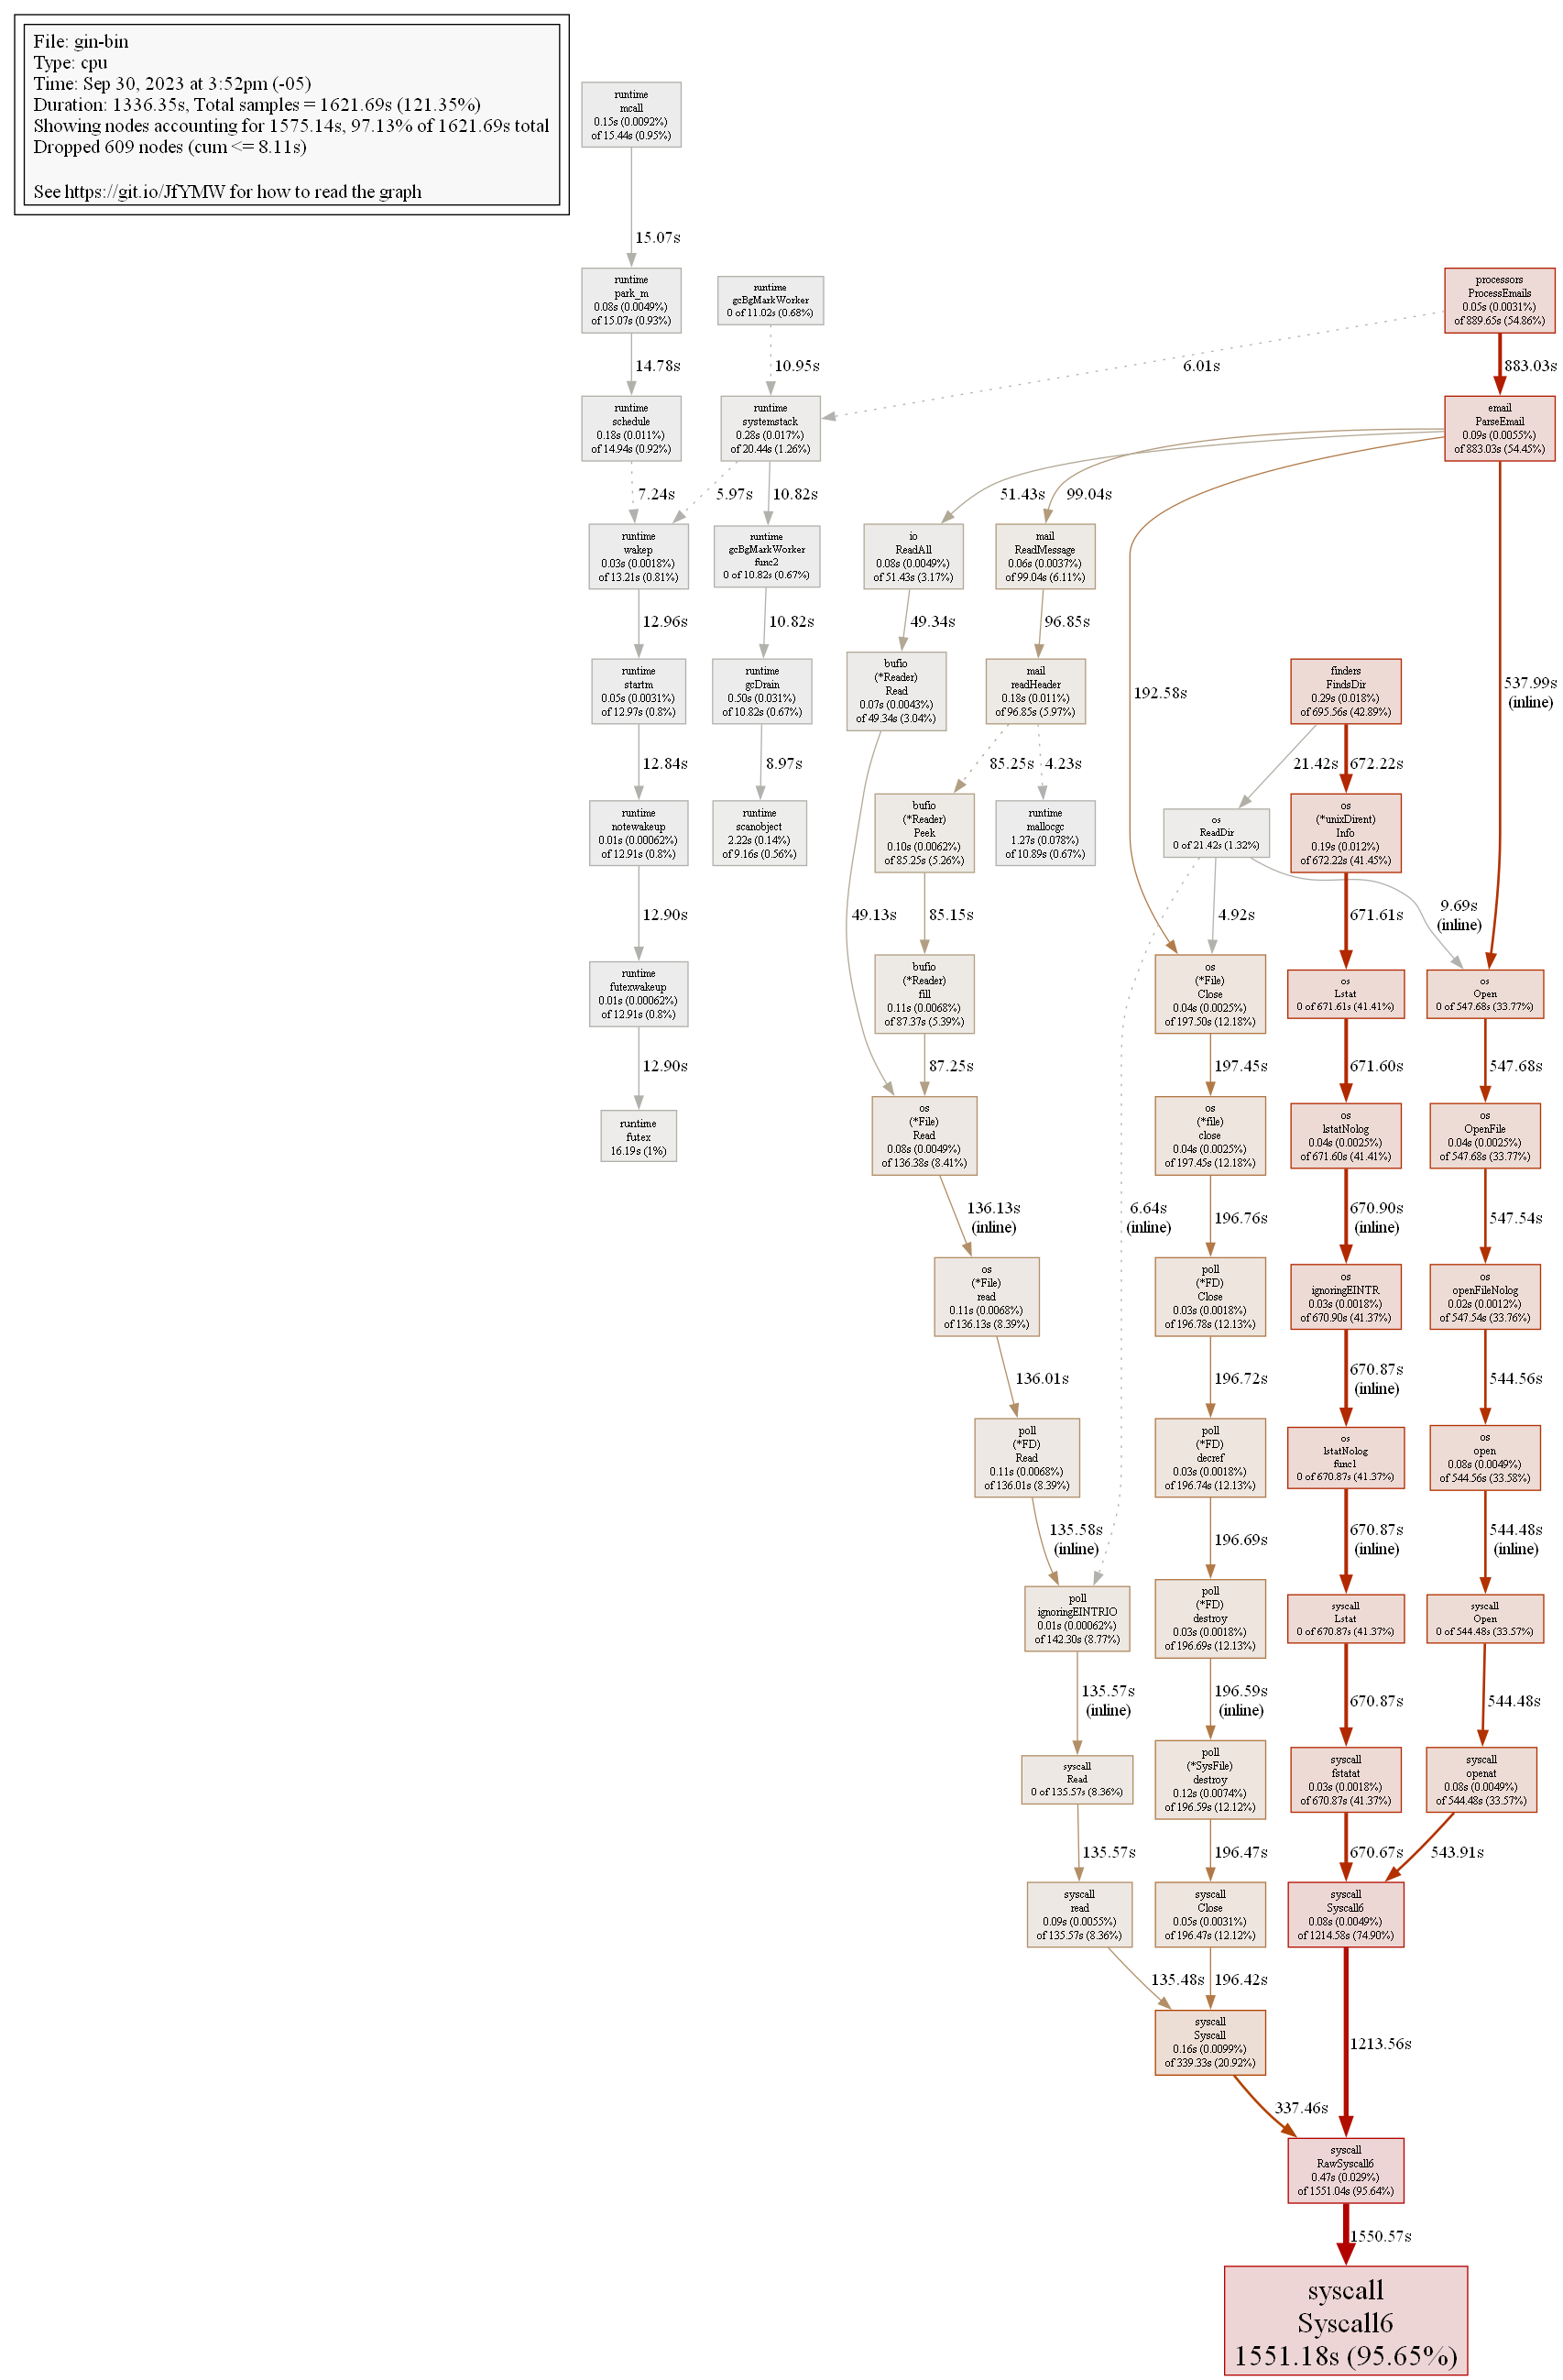 File: gin-bin
Type: cpu
Time: Sep 30, 2023 at 3:52pm (-05)
Duration: 1336.35s, Total samples = 1621.69s (121.35%)
Showing nodes accounting for 1575.14s, 97.13% of 1621.69s total
Dropped 609 nodes (cum <= 8.11s)
See https://git.io/JfYMW for how to read the graph
runtime
mcall
0.15s (0.0092%)
of 15.44s (0.95%)
15.07s
runtime
park_m
0.08s (0.0049%)
of 15.07s (0.93%)
runtime
gcBgMarkWorker
0 of 11.02s (0.68%)
processors
ProcessEmails
0.05s (0.0031%)
of 889.65s (54.86%)
14.78s
10.95s
6.01s
883.03s
runtime
schedule
0.18s (0.011%)
of 14.94s (0.92%)
runtime
systemstack
0.28s (0.017%)
of 20.44s (1.26%)
email
ParseEmail
0.09s (0.0055%)
of 883.03s (54.45%)
7.24s
5.97s
10.82s
51.43s
99.04s
runtime
wakep
0.03s (0.0018%)
of 13.21s (0.81%)
runtime
gcBgMarkWorker
func2
0 of 10.82s (0.67%)
io
ReadAll
0.08s (0.0049%)
of 51.43s (3.17%)
mail
ReadMessage
0.06s (0.0037%)
of 99.04s (6.11%)
12.96s
10.82s
49.34s
96.85s
192.58s
537.99s
(inline)
runtime
startm
0.05s (0.0031%)
of 12.97s (0.8%)
runtime
gcDrain
0.50s (0.031%)
of 10.82s (0.67%)
bufio
(*Reader)
Read
0.07s (0.0043%)
of 49.34s (3.04%)
mail
readHeader
0.18s (0.011%)
of 96.85s (5.97%)
finders
FindsDir
0.29s (0.018%)
of 695.56s (42.89%)
12.84s
8.97s
85.25s
4.23s
21.42s
672.22s
runtime
notewakeup
0.01s (0.00062%)
of 12.91s (0.8%)
runtime
scanobject
2.22s (0.14%)
of 9.16s (0.56%)
bufio
(*Reader)
Peek
0.10s (0.0062%)
of 85.25s (5.26%)
runtime
mallocgc
1.27s (0.078%)
of 10.89s (0.67%)
os
ReadDir
0 of 21.42s (1.32%)
os
(*unixDirent)
Info
0.19s (0.012%)
of 672.22s (41.45%)
12.90s
49.13s
85.15s
4.92s
671.61s
9.69s
(inline)
runtime
futexwakeup
0.01s (0.00062%)
of 12.91s (0.8%)
bufio
(*Reader)
fill
0.11s (0.0068%)
of 87.37s (5.39%)
os
(*File)
Close
0.04s (0.0025%)
of 197.50s (12.18%)
os
Lstat
0 of 671.61s (41.41%)
os
Open
0 of 547.68s (33.77%)
12.90s
87.25s
197.45s
671.60s
547.68s
runtime
futex
16.19s (1%)
os
(*File)
Read
0.08s (0.0049%)
of 136.38s (8.41%)
os
(*file)
close
0.04s (0.0025%)
of 197.45s (12.18%)
os
lstatNolog
0.04s (0.0025%)
of 671.60s (41.41%)
os
OpenFile
0.04s (0.0025%)
of 547.68s (33.77%)
136.13s
(inline)
6.64s
(inline)
196.76s
670.90s
(inline)
547.54s
os
(*File)
read
0.11s (0.0068%)
of 136.13s (8.39%)
poll
(*FD)
Close
0.03s (0.0018%)
of 196.78s (12.13%)
os
ignoringEINTR
0.03s (0.0018%)
of 670.90s (41.37%)
os
openFileNolog
0.02s (0.0012%)
of 547.54s (33.76%)
136.01s
196.72s
670.87s
(inline)
544.56s
poll
(*FD)
Read
0.11s (0.0068%)
of 136.01s (8.39%)
poll
(*FD)
decref
0.03s (0.0018%)
of 196.74s (12.13%)
os
lstatNolog
func1
0 of 670.87s (41.37%)
os
open
0.08s (0.0049%)
of 544.56s (33.58%)
135.58s
(inline)
196.69s
670.87s
(inline)
544.48s
(inline)
poll
ignoringEINTRIO
0.01s (0.00062%)
of 142.30s (8.77%)
poll
(*FD)
destroy
0.03s (0.0018%)
of 196.69s (12.13%)
syscall
Lstat
0 of 670.87s (41.37%)
syscall
Open
0 of 544.48s (33.57%)
135.57s
(inline)
196.59s
(inline)
670.87s
544.48s
syscall
Read
0 of 135.57s (8.36%)
poll
(*SysFile)
destroy
0.12s (0.0074%)
of 196.59s (12.12%)
syscall
fstatat
0.03s (0.0018%)
of 670.87s (41.37%)
syscall
openat
0.08s (0.0049%)
of 544.48s (33.57%)
135.57s
196.47s
670.67s
543.91s
syscall
read
0.09s (0.0055%)
of 135.57s (8.36%)
syscall
Close
0.05s (0.0031%)
of 196.47s (12.12%)
syscall
Syscall6
0.08s (0.0049%)
of 1214.58s (74.90%)
135.48s
196.42s
1213.56s
syscall
Syscall
0.16s (0.0099%)
of 339.33s (20.92%)
337.46s
syscall
RawSyscall6
0.47s (0.029%)
of 1551.04s (95.64%)
1550.57s
syscall
Syscall6
1551.18s (95.65%)